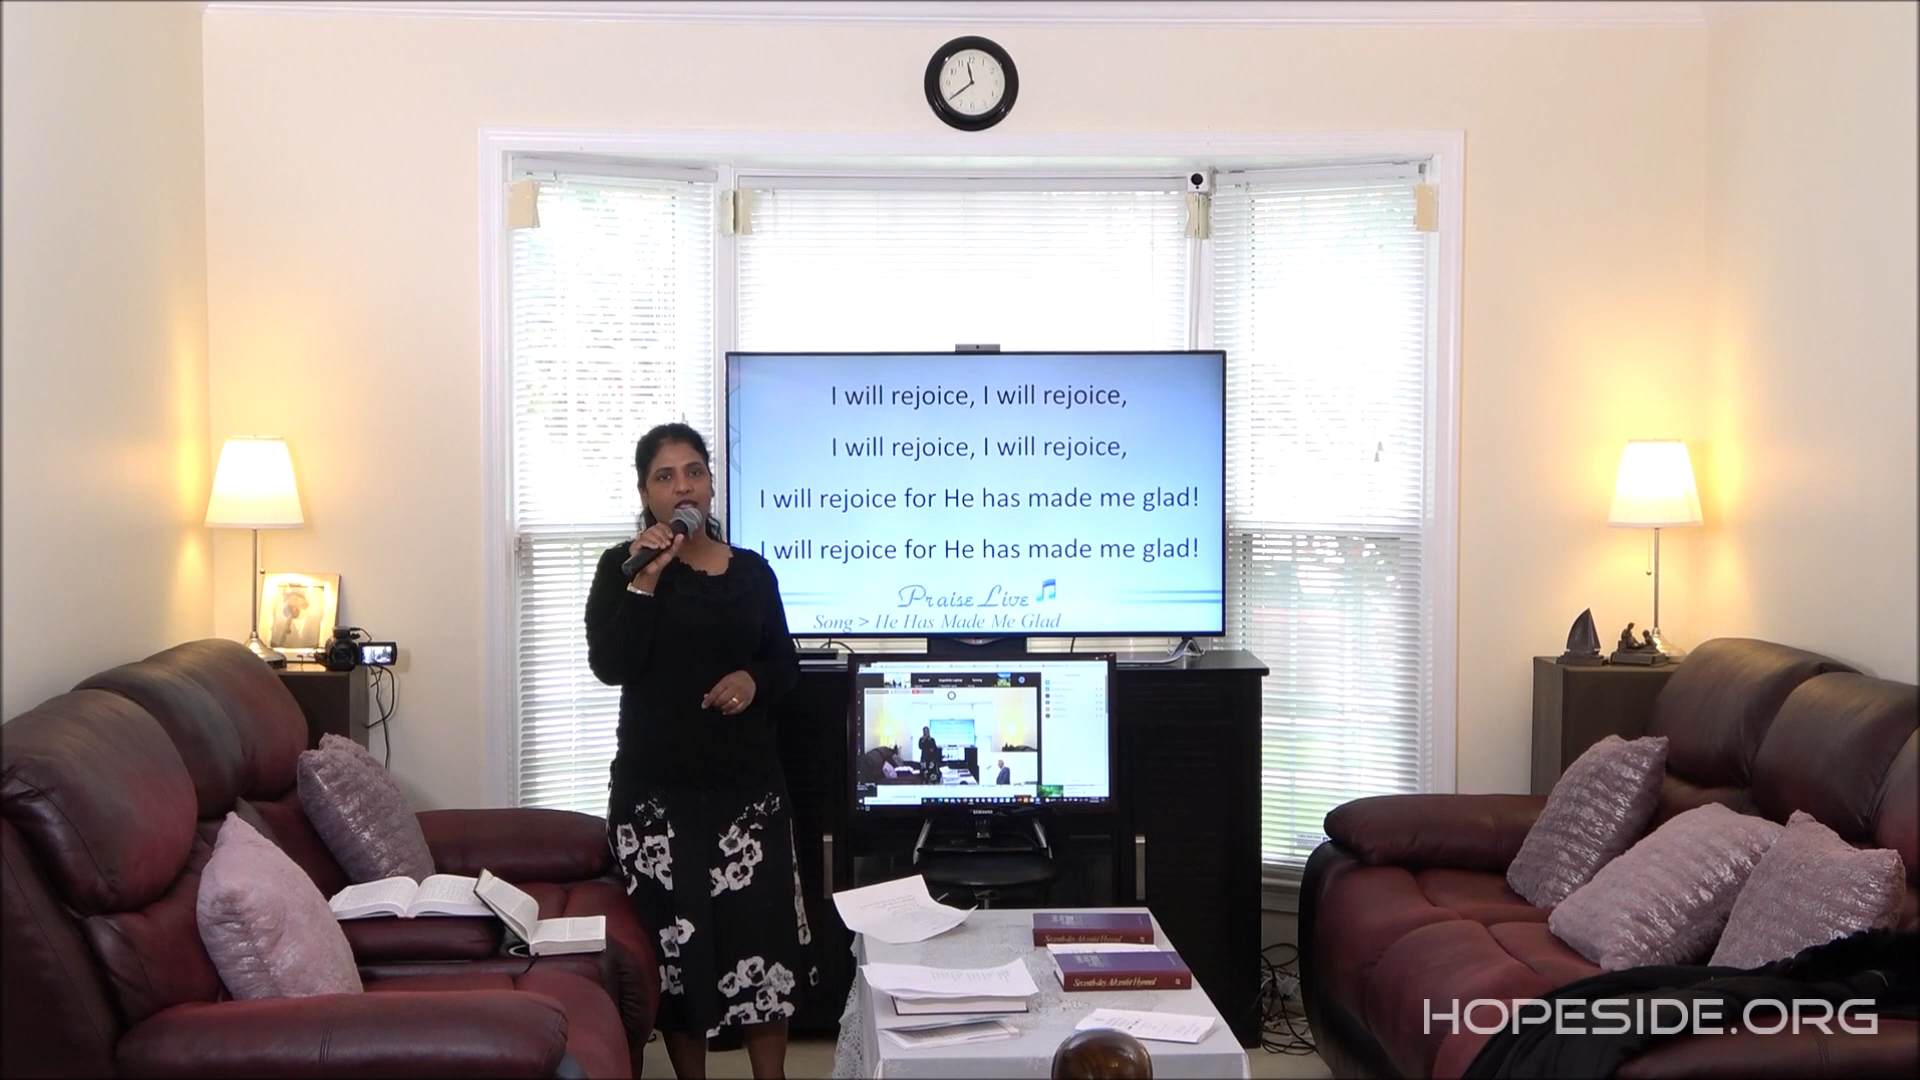 I will rejoice, I will rejoice,
I will rejoice, I will rejoice,
I will rejoice for He has made me glad!
I will rejoice for He has made me glad!
Praise Live
Song > He Has Made Me Glad
SAMSUNG
Seventh-day Adventist Hymnal
Seventh-day Adventist Hymnal
HOPESIDE.ORG